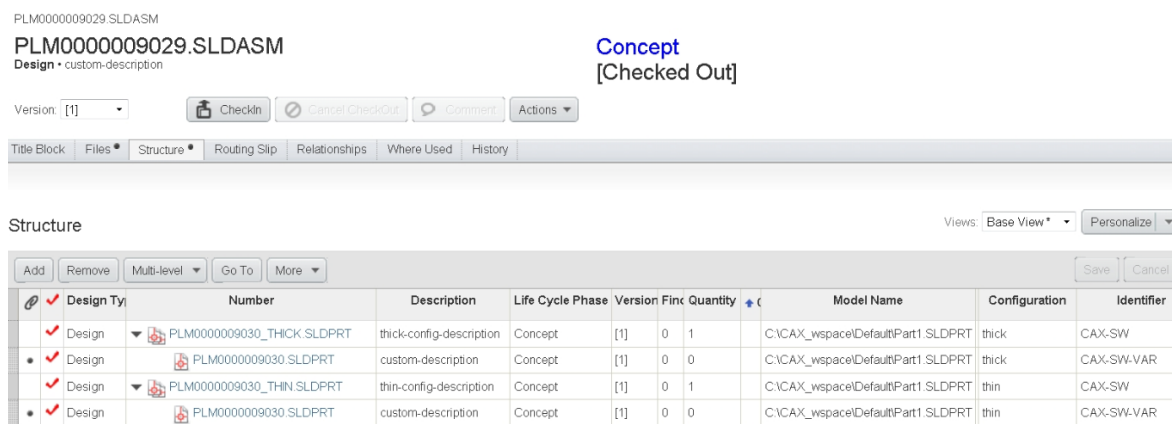 PLM0000009029.SLDASM
PLM0000009029.SLDASM
Design • custom-description
Concept
[Checked Out]
Version: [1] CheckIn Cancel CheckOut Comment Actions
Title Block Files Structure Routing Slip Relationships Where Used History
Structure
Views: Base View* Personalize
Add Remove Multi-level Go To More Save Cancel
Design Ty Number Description Life Cycle Phase Version Find Quantity Model Name Configuration Identifier
Design PLM0000009030_THICK.SLDPRT thick-config-description Concept [1] 0 1 C:\CAX_wspace\Default\Part1.SLDPRT thick CAX-SW
Design PLM0000009030.SLDPRT custom-description Concept [1] 0 0 C:\CAX_wspace\Default\Part1.SLDPRT thick CAX-SW-VAR
Design PLM0000009030_THIN.SLDPRT thin-config-description Concept [1] 0 1 C:\CAX_wspace\Default\Part1.SLDPRT thin CAX-SW
Design PLM0000009030.SLDPRT custom-description Concept [1] 0 0 C:\CAX_wspace\Default\Part1.SLDPRT thin CAX-SW-VAR